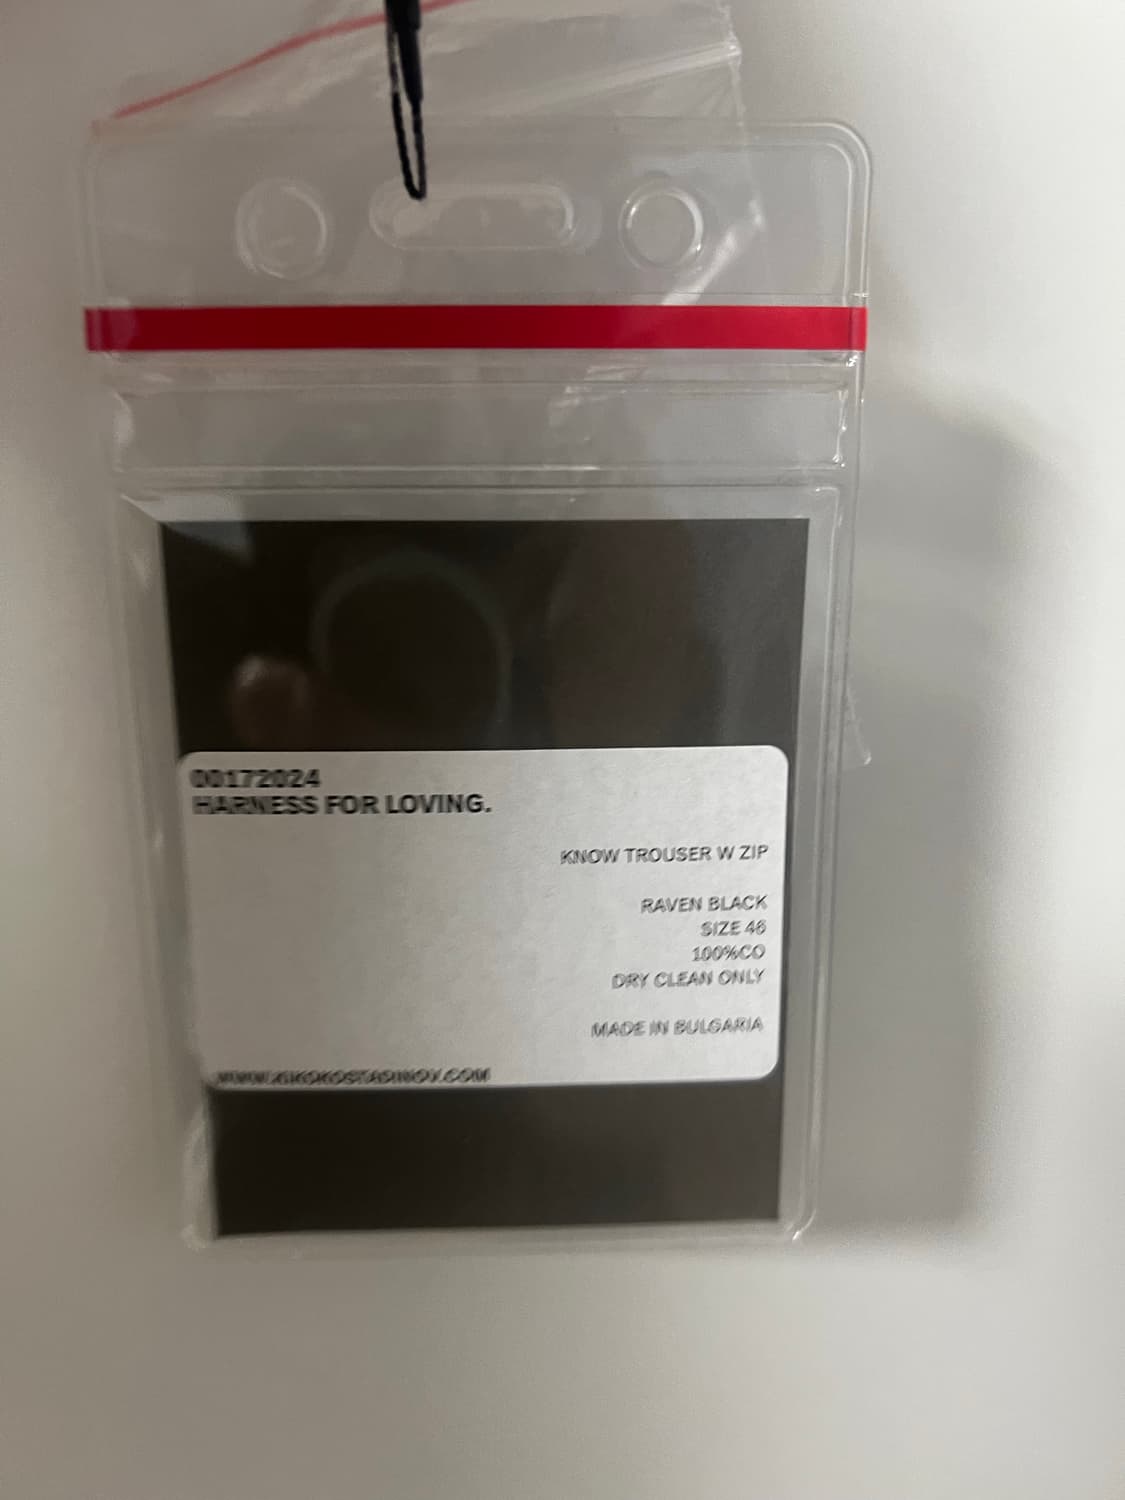 00172024
HARNESS FOR LOVING.
KNOW TROUSER W ZIP
RAVEN BLACK
SIZE 46
100%CO
DRY CLEAN ONLY
MADE IN BULGARIA
WWW.KIKOKOSTADINOV.COM